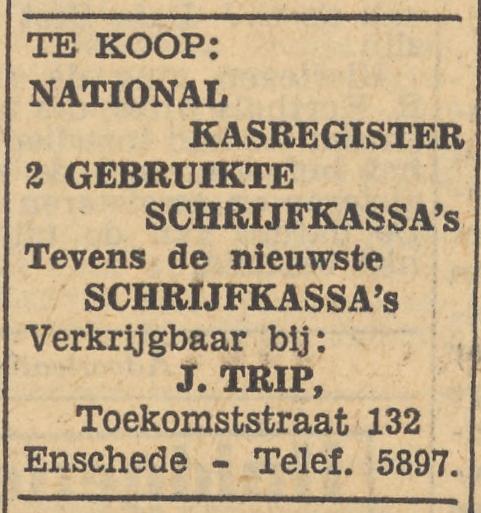 TE KOOP:
NATIONAL
KASREGISTER
2 GEBRUIKTE
SCHRIJFKASSA's
Tevens de nieuwste
SCHRIJFKASSA's
Verkrijgbaar bij:
J. TRIP,
Toekomststraat 132
Enschede - Telef. 5897.